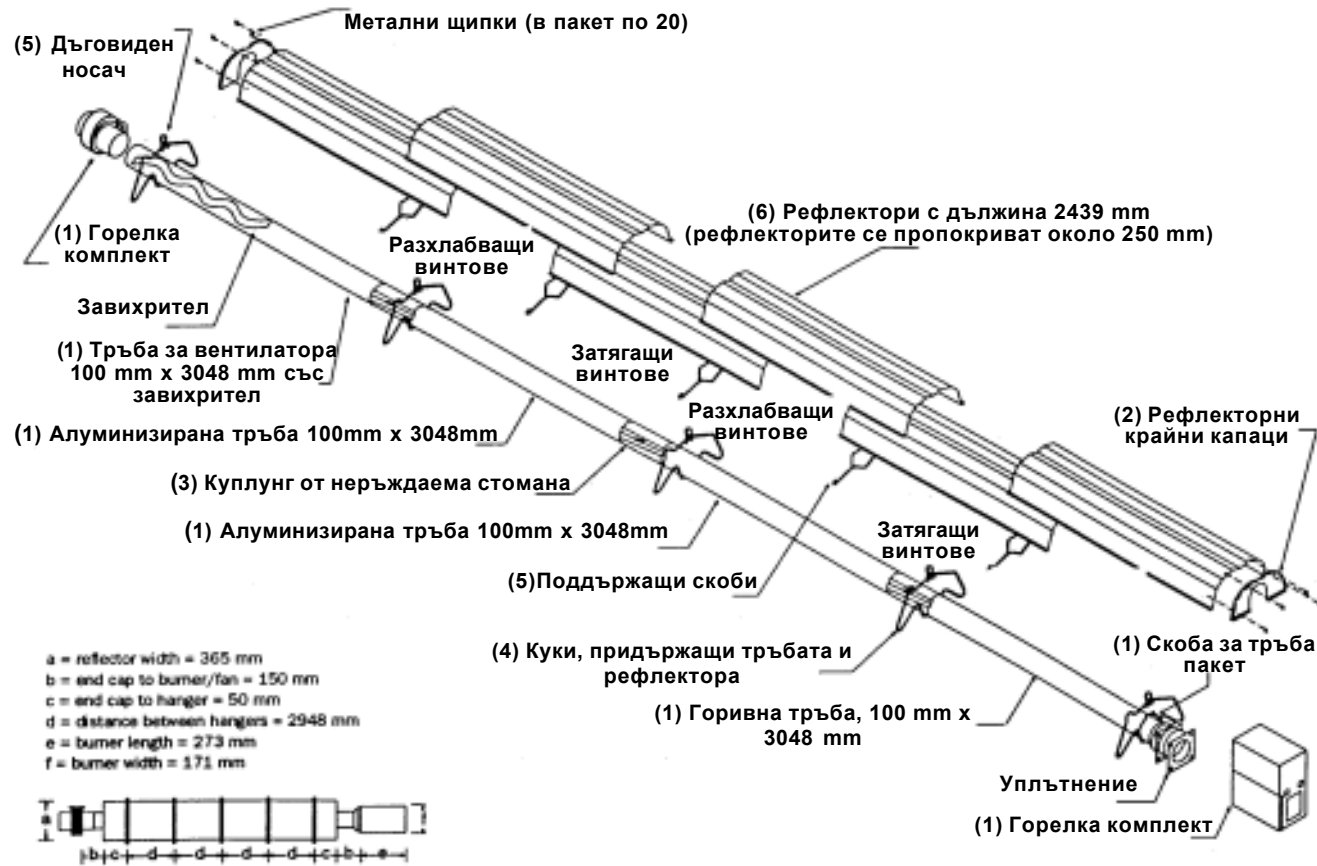 Метални щипки (в пакет по 20)
(5) Дъговиден
носач
(6) Рефлектори с дължина 2439 mm
(рефлекторите се пропокриват около 250 mm)
(1) Горелка
комплект
Разхлабващи
винтове
Завихрител
(1) Тръба за вентилатора
100 mm x 3048 mm със
завихрител
Затягащи
винтове
Разхлабващи
винтове
(2) Рефлекторни
крайни капаци
(1) Алуминизирана тръба 100mm x 3048mm
(3) Куплунг от неръждаема стомана
(1) Алуминизирана тръба 100mm x 3048mm
Затягащи
винтове
(5)Поддържащи скоби
(4) Куки, придържащи тръбата и
рефлектора
(1) Скоба за тръба
пакет
(1) Горивна тръба, 100 mm x
3048 mm
Уплътнение
(1) Горелка комплект
a = reflector width = 365 mm
b = end cap to burner/fan = 150 mm
c = end cap to hanger = 50 mm
d = distance between hangers = 2948 mm
e = burner length = 273 mm
f = burner width = 171 mm
a
b c d d d d c b e